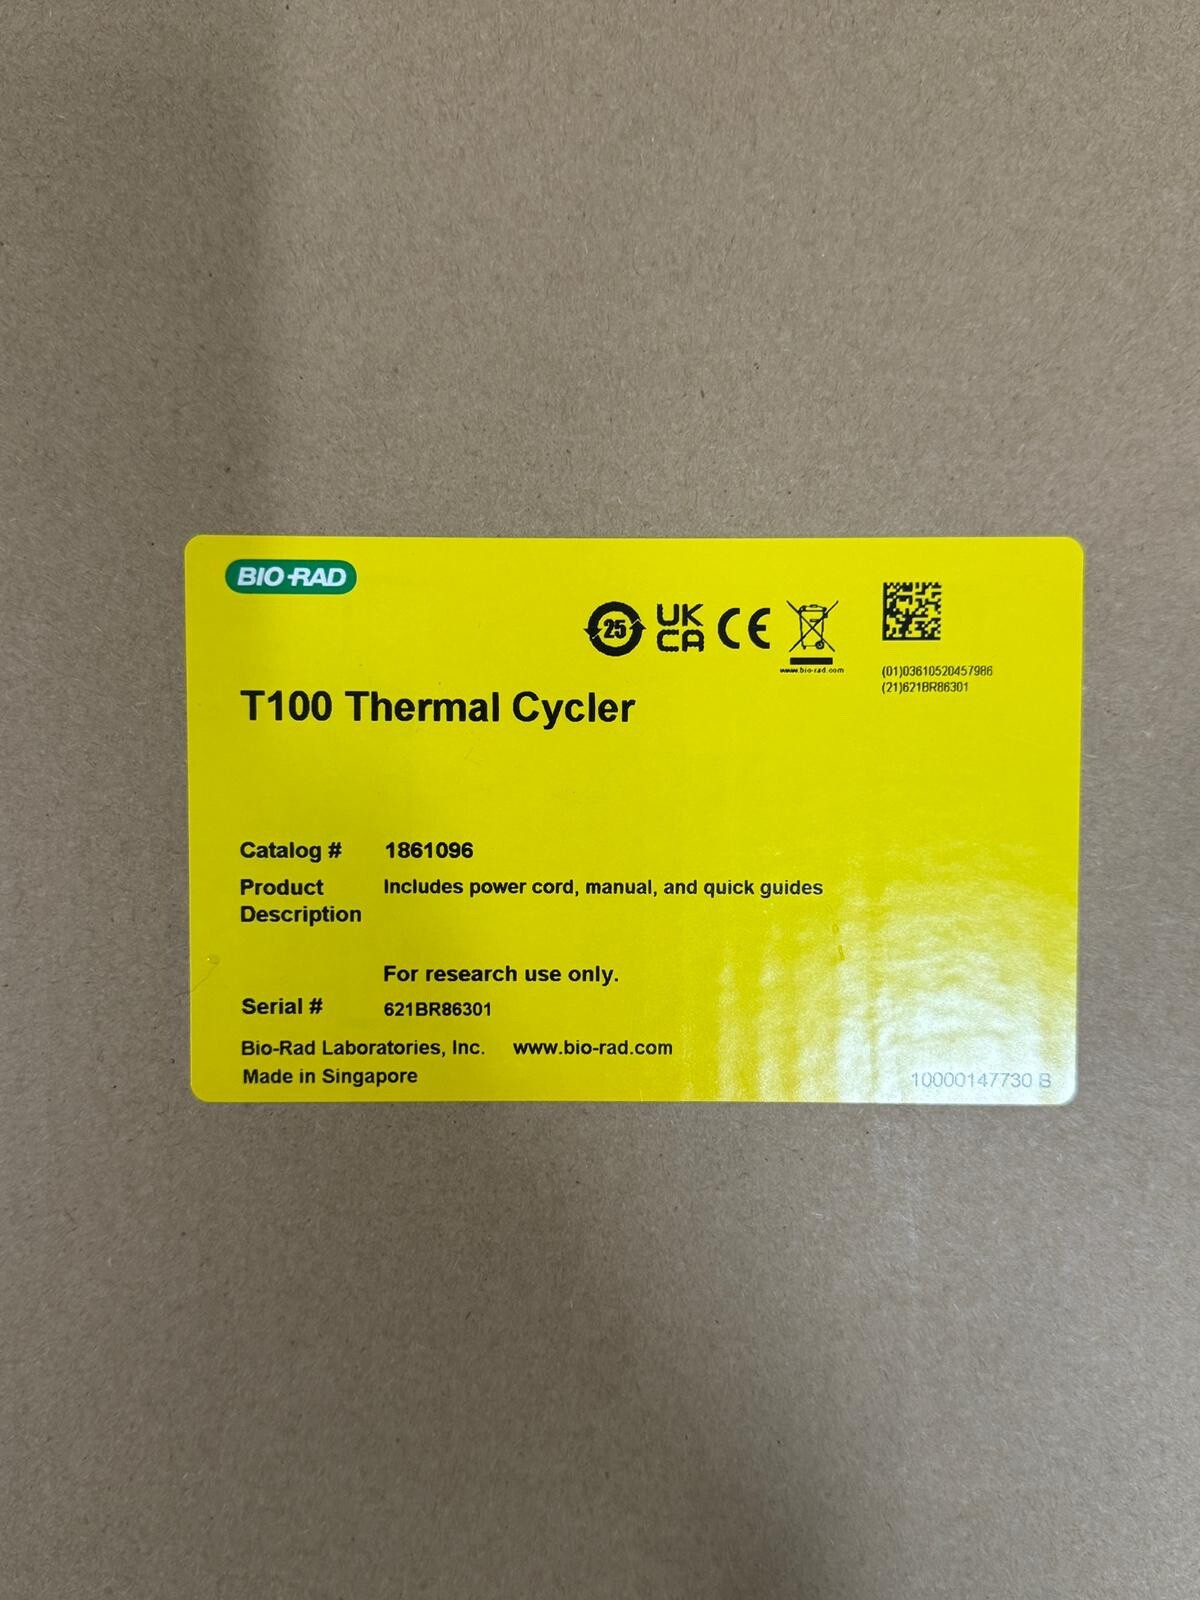 BIO-RAD
25 UK CA CE
www.bio-rad.com
(01)03610520457986
(21)621BR86301
T100 Thermal Cycler
Catalog # 1861096
Product Description Includes power cord, manual, and quick guides
For research use only.
Serial # 621BR86301
Bio-Rad Laboratories, Inc. www.bio-rad.com
Made in Singapore
10000147730 B